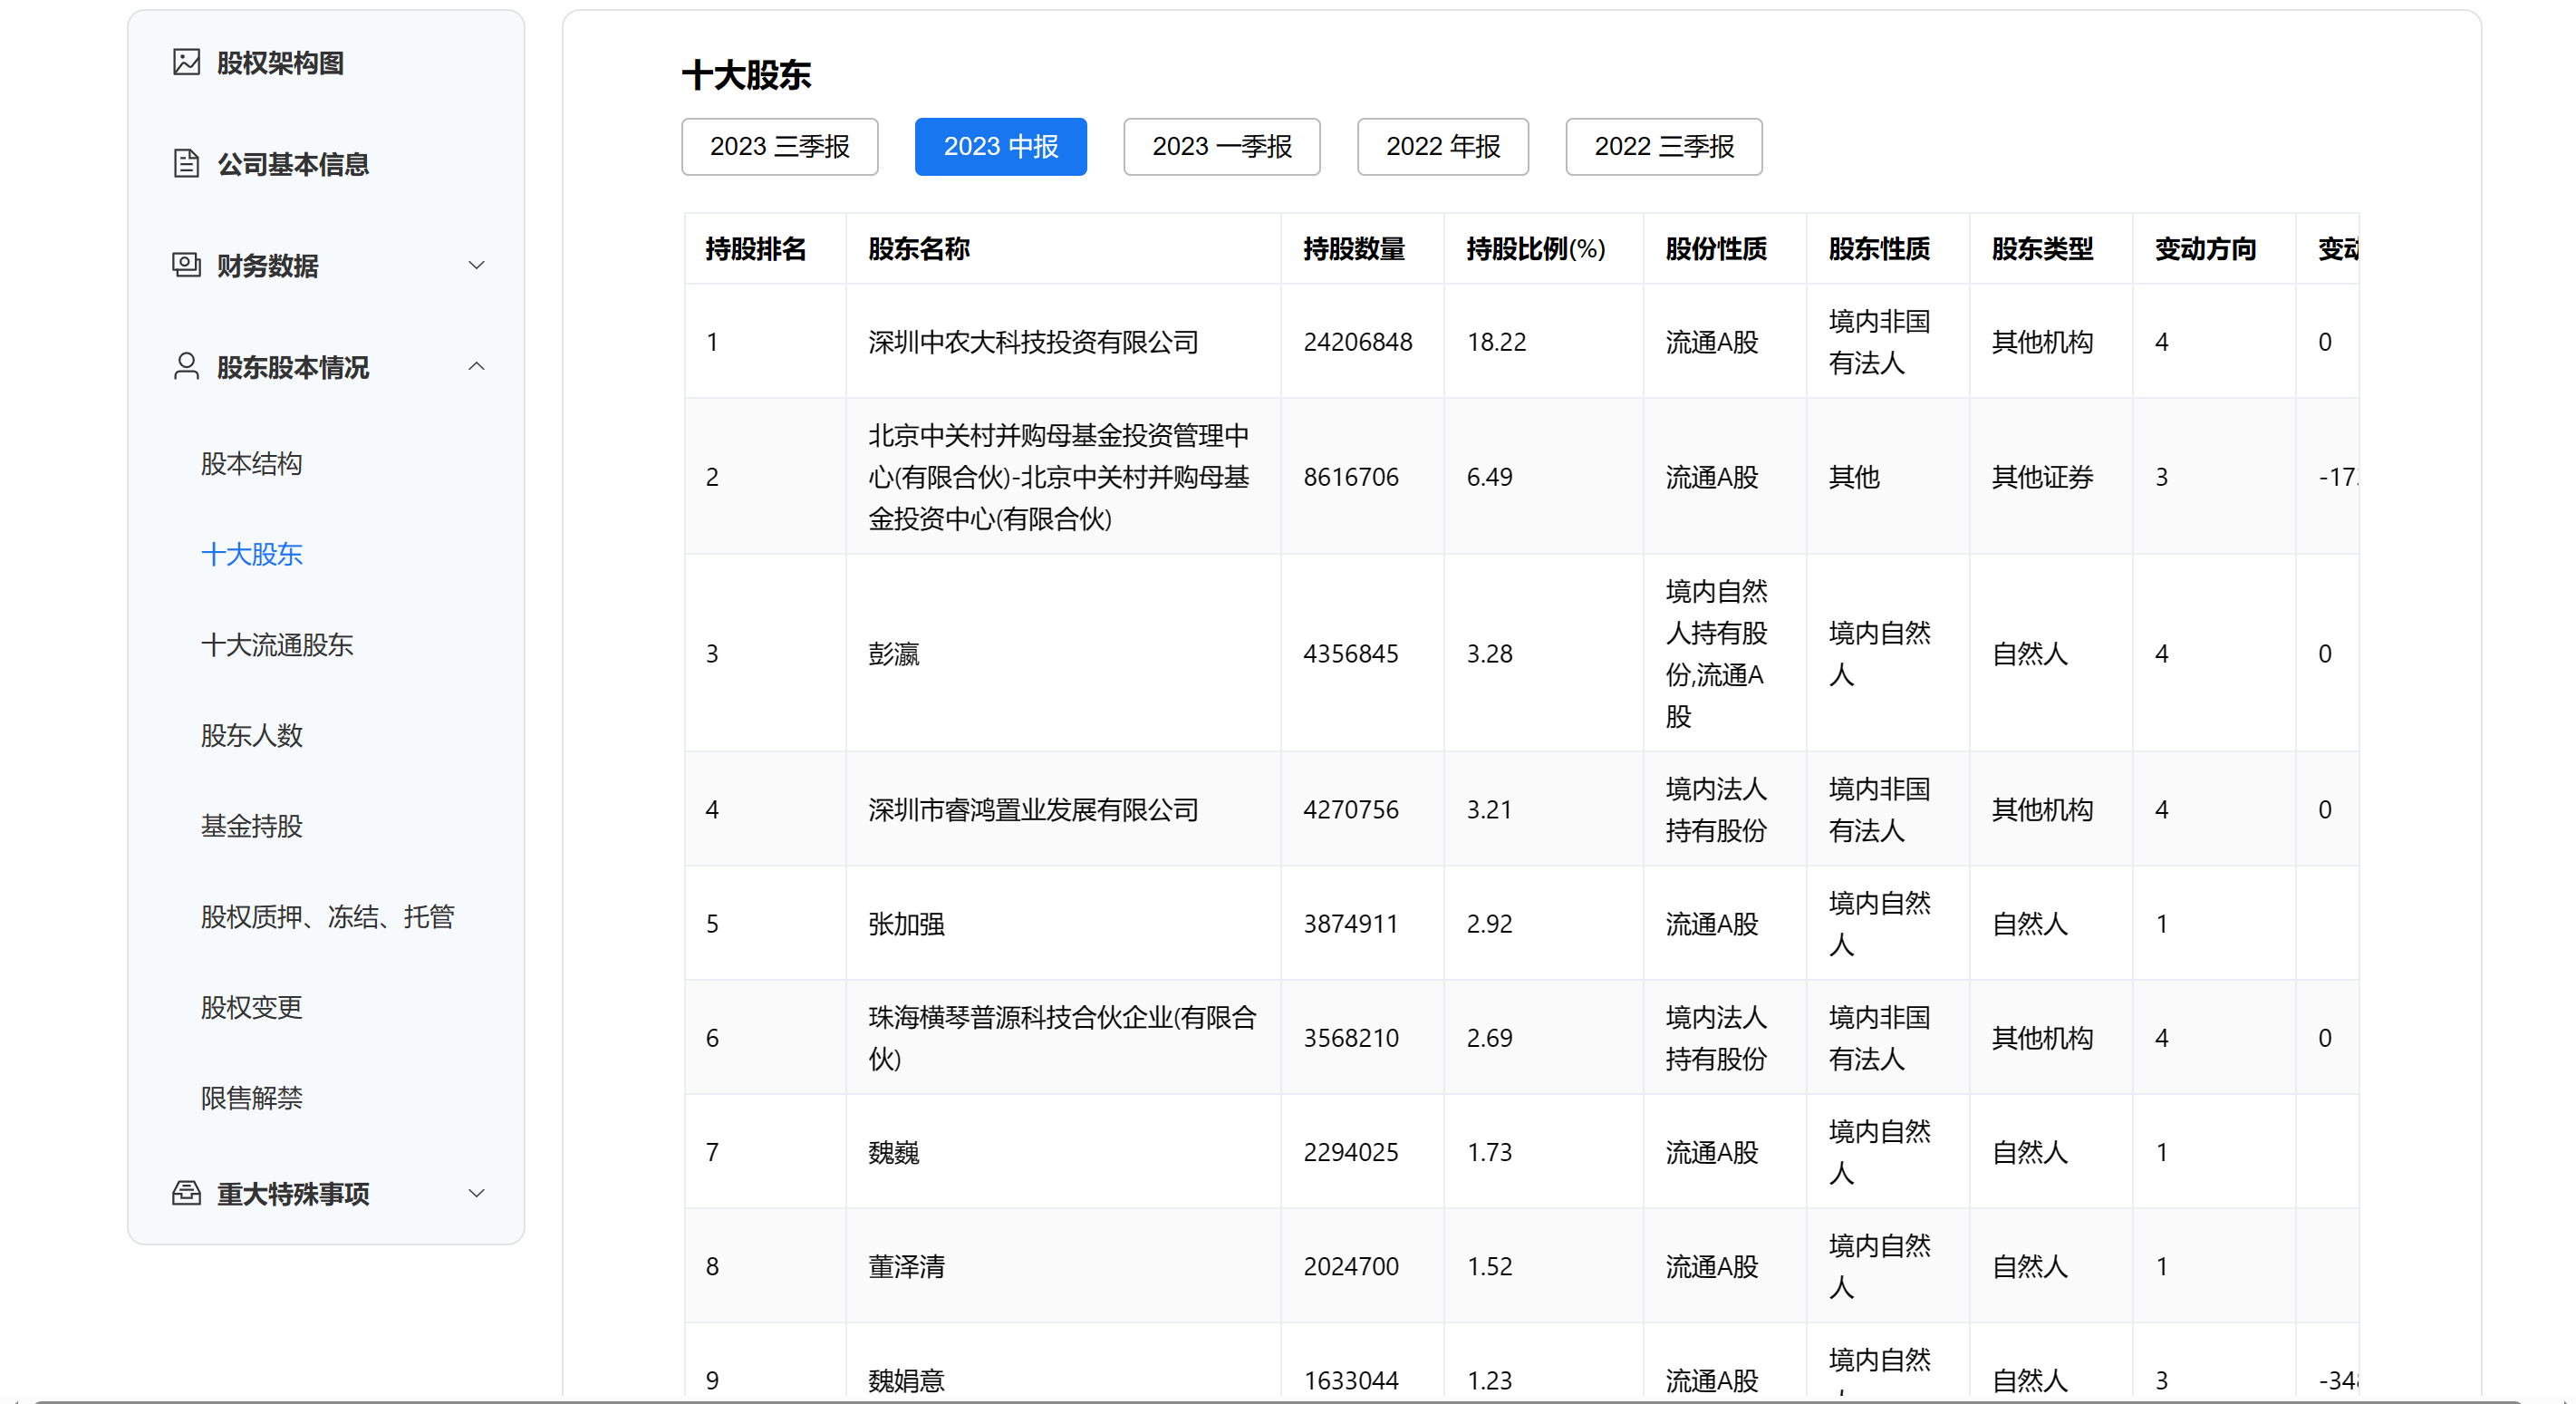 股权架构图
公司基本信息
财务数据
股东股本情况
股本结构
十大股东
十大流通股东
股东人数
基金持股
股权质押、冻结、托管
股权变更
限售解禁
重大特殊事项
十大股东
2023 三季报 2023 中报 2023 一季报 2022 年报 2022 三季报
持股排名 股东名称 持股数量 持股比例(%) 股份性质 股东性质 股东类型 变动方向 变动
1 深圳中农大科技投资有限公司 24206848 18.22 流通A股 境内非国
有法人 其他机构 4 0
2 北京中关村并购母基金投资管理中
心(有限合伙)-北京中关村并购母基
金投资中心(有限合伙) 8616706 6.49 流通A股 其他 其他证券 3 -17
3 彭瀛 4356845 3.28 境内自然
人持有股
份,流通A
股 境内自然
人 自然人 4 0
4 深圳市睿鸿置业发展有限公司 4270756 3.21 境内法人
持有股份 境内非国
有法人 其他机构 4 0
5 张加强 3874911 2.92 流通A股 境内自然
人 自然人 1
6 珠海横琴普源科技合伙企业(有限合
伙) 3568210 2.69 境内法人
持有股份 境内非国
有法人 其他机构 4 0
7 魏巍 2294025 1.73 流通A股 境内自然
人 自然人 1
8 董泽清 2024700 1.52 流通A股 境内自然
人 自然人 1
9 魏娟意 1633044 1.23 流通A股 境内自然
自然人 3 -34